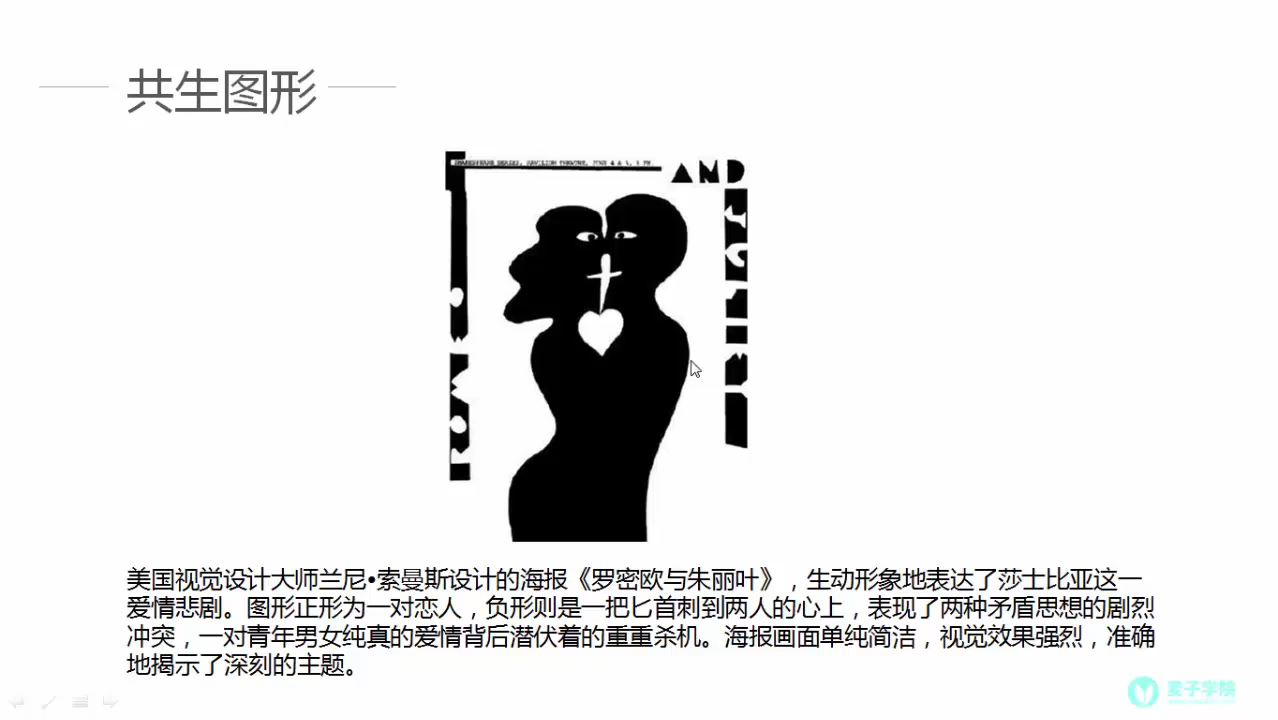 共生图形
AND
美国视觉设计大师兰尼•索曼斯设计的海报《罗密欧与朱丽叶》，生动形象地表达了莎士比亚这一
爱情悲剧。图形正形为一对恋人，负形则是一把匕首刺到两人的心上，表现了两种矛盾思想的剧烈
冲突，一对青年男女纯真的爱情背后潜伏着的重重杀机。海报画面单纯简洁，视觉效果强烈，准确
地揭示了深刻的主题。
麦子学院